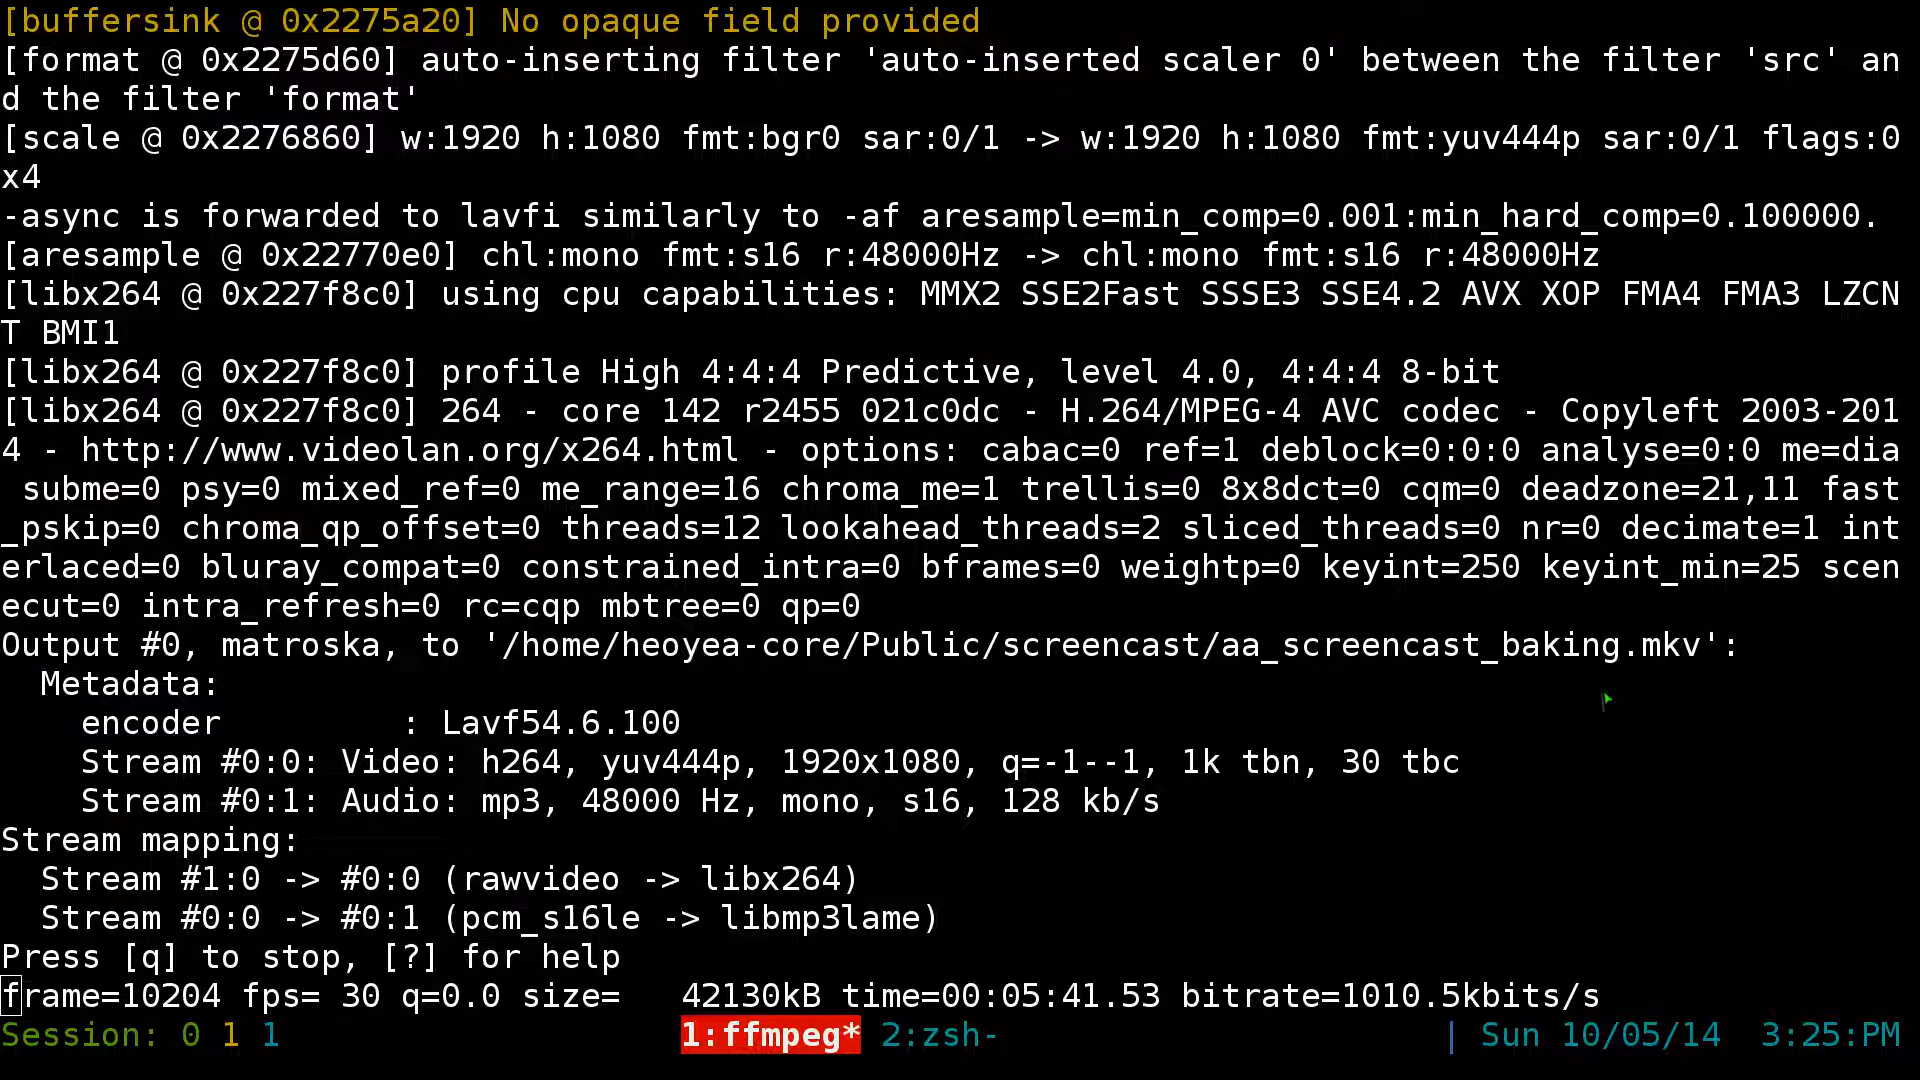 [buffersink @ 0x2275a20] No opaque field provided
[format @ 0x2275d60] auto-inserting filter 'auto-inserted scaler 0' between the filter 'src' an
d the filter 'format'
[scale @ 0x2276860] w:1920 h:1080 fmt:bgr0 sar:0/1 -> w:1920 h:1080 fmt:yuv444p sar:0/1 flags:0
x4
-async is forwarded to lavfi similarly to -af aresample=min_comp=0.001:min_hard_comp=0.100000.
[aresample @ 0x22770e0] chl:mono fmt:s16 r:48000Hz -> chl:mono fmt:s16 r:48000Hz
[libx264 @ 0x227f8c0] using cpu capabilities: MMX2 SSE2Fast SSSE3 SSE4.2 AVX XOP FMA4 FMA3 LZCN
T BMI1
[libx264 @ 0x227f8c0] profile High 4:4:4 Predictive, level 4.0, 4:4:4 8-bit
[libx264 @ 0x227f8c0] 264 - core 142 r2455 021c0dc - H.264/MPEG-4 AVC codec - Copyleft 2003-201
4 - http://www.videolan.org/x264.html - options: cabac=0 ref=1 deblock=0:0:0 analyse=0:0 me=dia
 subme=0 psy=0 mixed_ref=0 me_range=16 chroma_me=1 trellis=0 8x8dct=0 cqm=0 deadzone=21,11 fast
_pskip=0 chroma_qp_offset=0 threads=12 lookahead_threads=2 sliced_threads=0 nr=0 decimate=1 int
erlaced=0 bluray_compat=0 constrained_intra=0 bframes=0 weightp=0 keyint=250 keyint_min=25 scen
ecut=0 intra_refresh=0 rc=cqp mbtree=0 qp=0
Output #0, matroska, to '/home/heoyea-core/Public/screencast/aa_screencast_baking.mkv':
  Metadata:
    encoder         : Lavf54.6.100
    Stream #0:0: Video: h264, yuv444p, 1920x1080, q=-1--1, 1k tbn, 30 tbc
    Stream #0:1: Audio: mp3, 48000 Hz, mono, s16, 128 kb/s
Stream mapping:
  Stream #1:0 -> #0:0 (rawvideo -> libx264)
  Stream #0:0 -> #0:1 (pcm_s16le -> libmp3lame)
Press [q] to stop, [?] for help
frame=10204 fps= 30 q=0.0 size=   42130kB time=00:05:41.53 bitrate=1010.5kbits/s
Session: 0 1 1 1:ffmpeg* 2:zsh- | Sun 10/05/14  3:25:PM